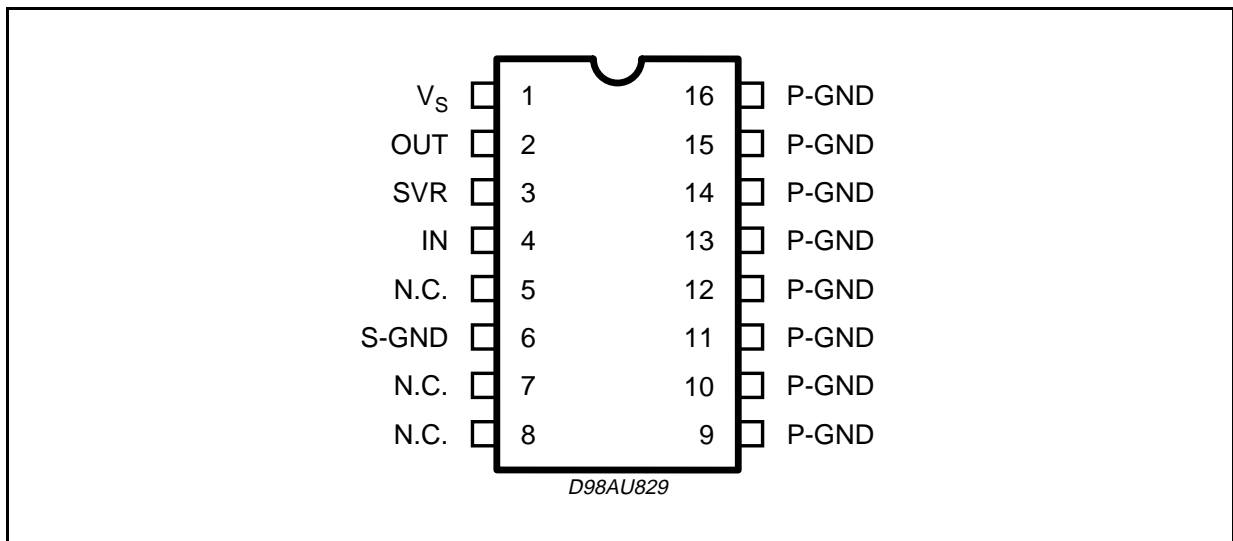 VS 1 16 P-GND
OUT 2 15 P-GND
SVR 3 14 P-GND
IN 4 13 P-GND
N.C. 5 12 P-GND
S-GND 6 11 P-GND
N.C. 7 10 P-GND
N.C. 8 9 P-GND
D98AU829